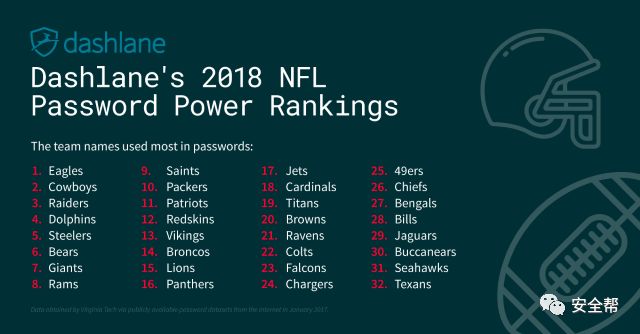 dashlane
Dashlane's 2018 NFL
Password Power Rankings
The team names used most in passwords:
1. Eagles
2. Cowboys
3. Raiders
4. Dolphins
5. Steelers
6. Bears
7. Giants
8. Rams
9. Saints
10. Packers
11. Patriots
12. Redskins
13. Vikings
14. Broncos
15. Lions
16. Panthers
17. Jets
18. Cardinals
19. Titans
20. Browns
21. Ravens
22. Colts
23. Falcons
24. Chargers
25. 49ers
26. Chiefs
27. Bengals
28. Bills
29. Jaguars
30. Buccanears
31. Seahawks
32. Texans
Data obtained by Virginia Tech via publicly available password datasets from the internet in January 2017.
安全帮